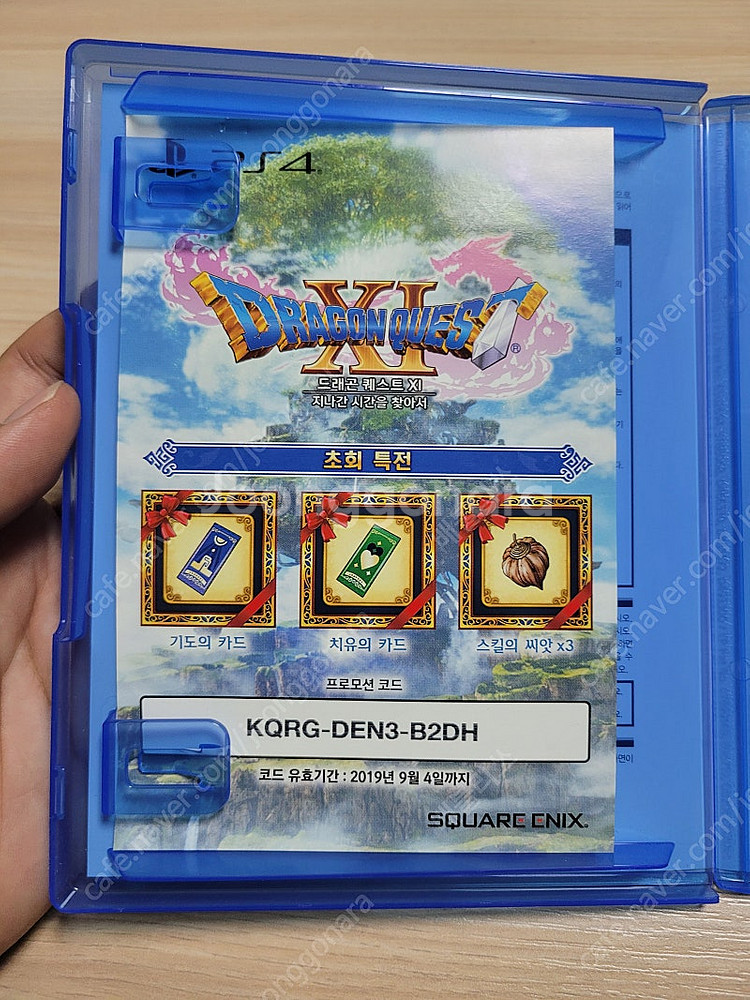 PS4
DRAGON QUEST
XI
드래곤 퀘스트 XI
지나간 시간을 찾아서
초회 특전
기도의 카드
치유의 카드
스킬의 씨앗 x3
프로모션 코드
KQRG-DEN3-B2DH
코드 유효기간 : 2019년 9월 4일까지
SQUARE ENIX.